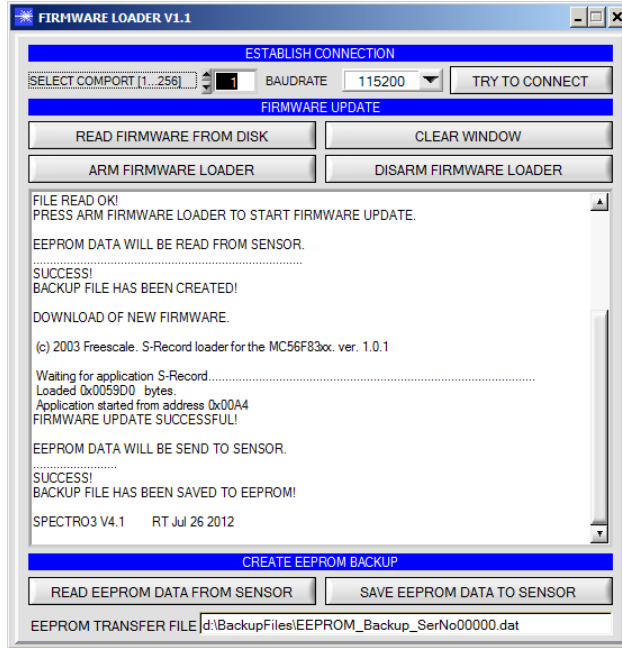 FIRMWARE LOADER V1.1
ESTABLISH CONNECTION
SELECT COMPORT [1...256] 1 BAUDRATE 115200 TRY TO CONNECT
FIRMWARE UPDATE
READ FIRMWARE FROM DISK CLEAR WINDOW
ARM FIRMWARE LOADER DISARM FIRMWARE LOADER
FILE READ OK!
PRESS ARM FIRMWARE LOADER TO START FIRMWARE UPDATE.
EEPROM DATA WILL BE READ FROM SENSOR.
................................................................................
SUCCESS!
BACKUP FILE HAS BEEN CREATED!
DOWNLOAD OF NEW FIRMWARE.
(c) 2003 Freescale. S-Record loader for the MC56F83xx. ver. 1.0.1
Waiting for application S-Record..................................................................................................
Loaded 0x0059D0 bytes.
Application started from address 0x00A4
FIRMWARE UPDATE SUCCESSFUL!
EEPROM DATA WILL BE SEND TO SENSOR.
.........................
SUCCESS!
BACKUP FILE HAS BEEN SAVED TO EEPROM!
SPECTRO3 V4.1 RT Jul 26 2012
CREATE EEPROM BACKUP
READ EEPROM DATA FROM SENSOR SAVE EEPROM DATA TO SENSOR
EEPROM TRANSFER FILE d:\BackupFiles\EEPROM_Backup_SerNo00000.dat